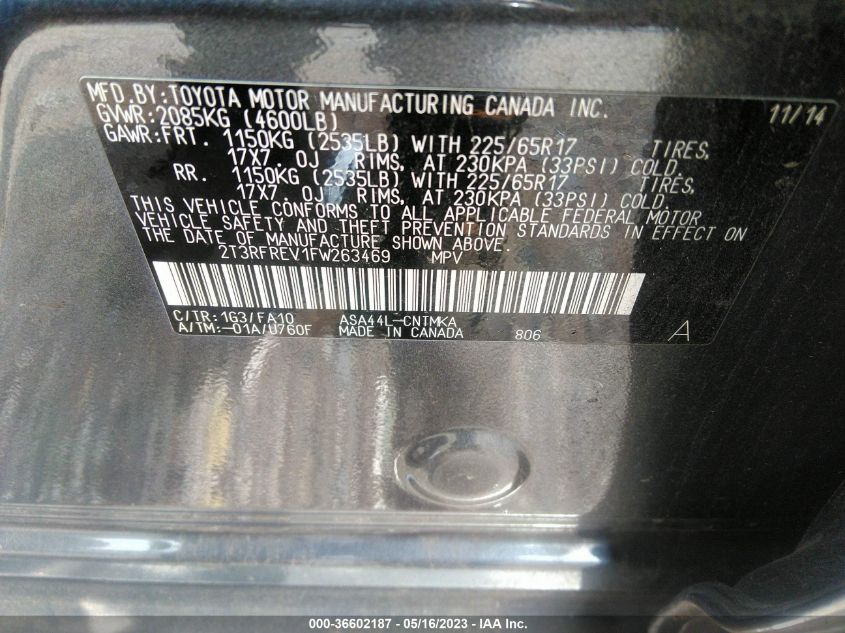 MFD.BY:TOYOTA MOTOR MANUFACTURING CANADA INC. 11/14
GVWR:2085KG (4600LB)
GAWR:FRT. 1150KG (2535LB) WITH 225/65R17 TIRES,
17X7. 0J RIMS, AT 230KPA (33PSI) COLD.
RR. 1150KG (2535LB) WITH 225/65R17 TIRES,
17X7 0J RIMS, AT 230KPA (33PSI) COLD.
THIS VEHICLE CONFORMS TO ALL APPLICABLE FEDERAL MOTOR
VEHICLE SAFETY AND THEFT PREVENTION STANDARDS IN EFFECT ON
THE DATE OF MANUFACTURE SHOWN ABOVE.
2T3RFREV1FW263469 MPV
C/TR:1G3/FA10 ASA44L-CNTMKA
A/TM:-01A/U760F MADE IN CANADA 806 A
000-36602187 - 05/16/2023 - IAA Inc.